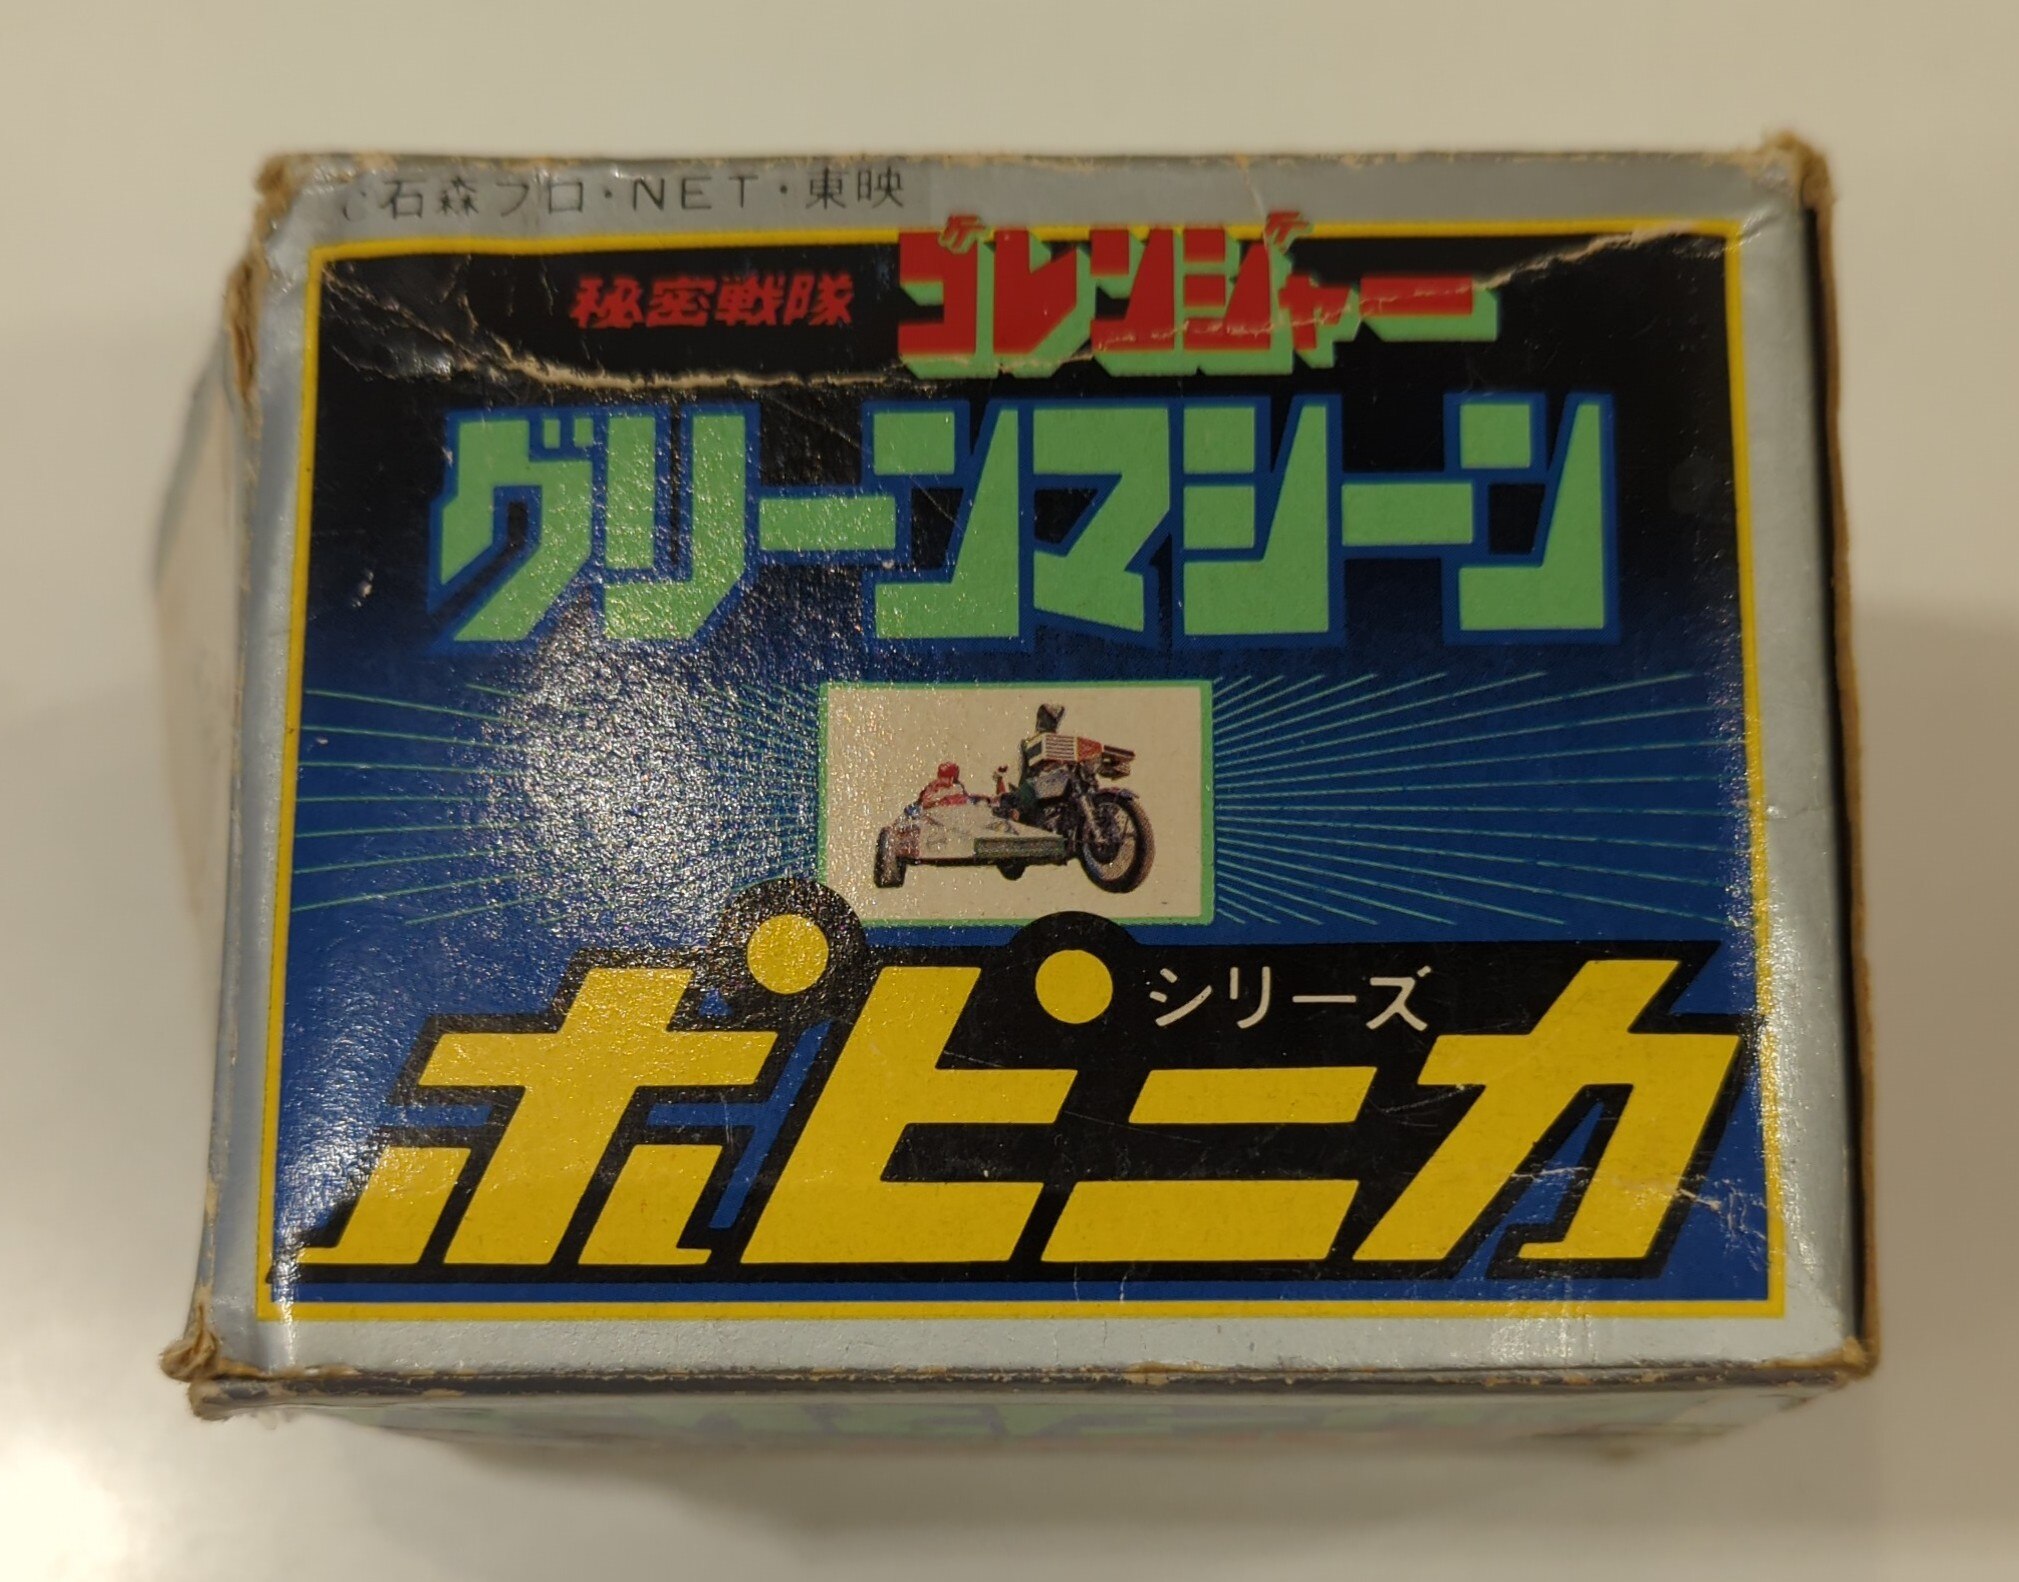 ©石森プロ・NET・東映
秘密戦隊 ゴレンジャー
グリーンマシーン
シリーズ
ポピニカ